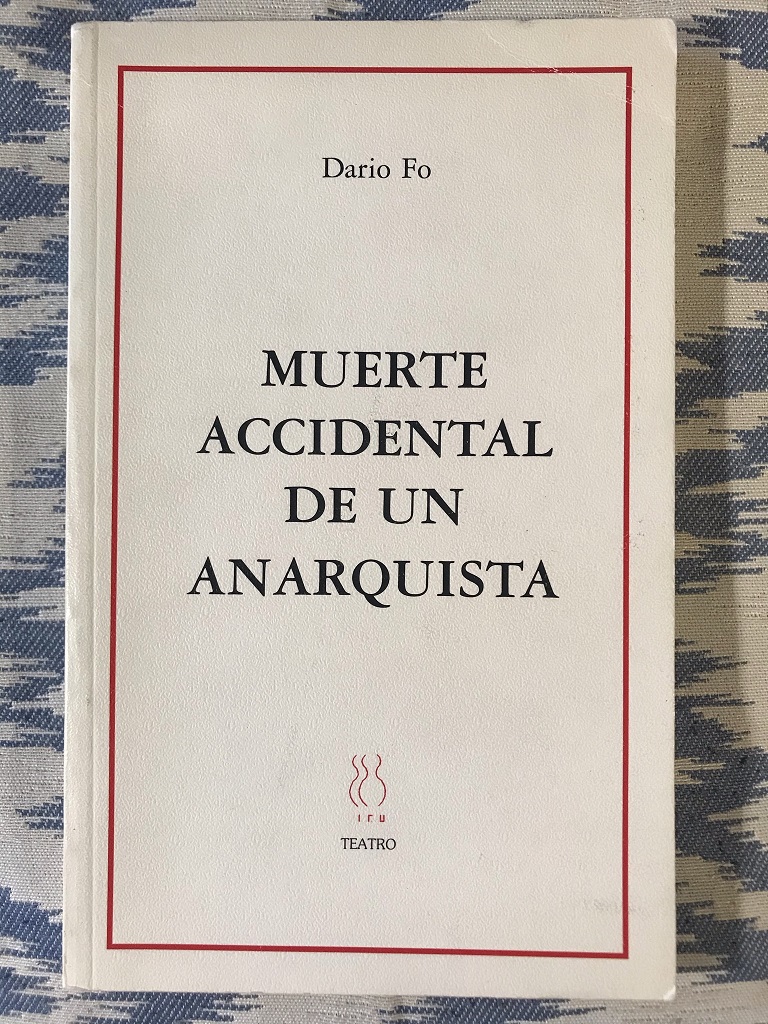 Dario Fo
MUERTE
ACCIDENTAL
DE UN
ANARQUISTA
iru
TEATRO